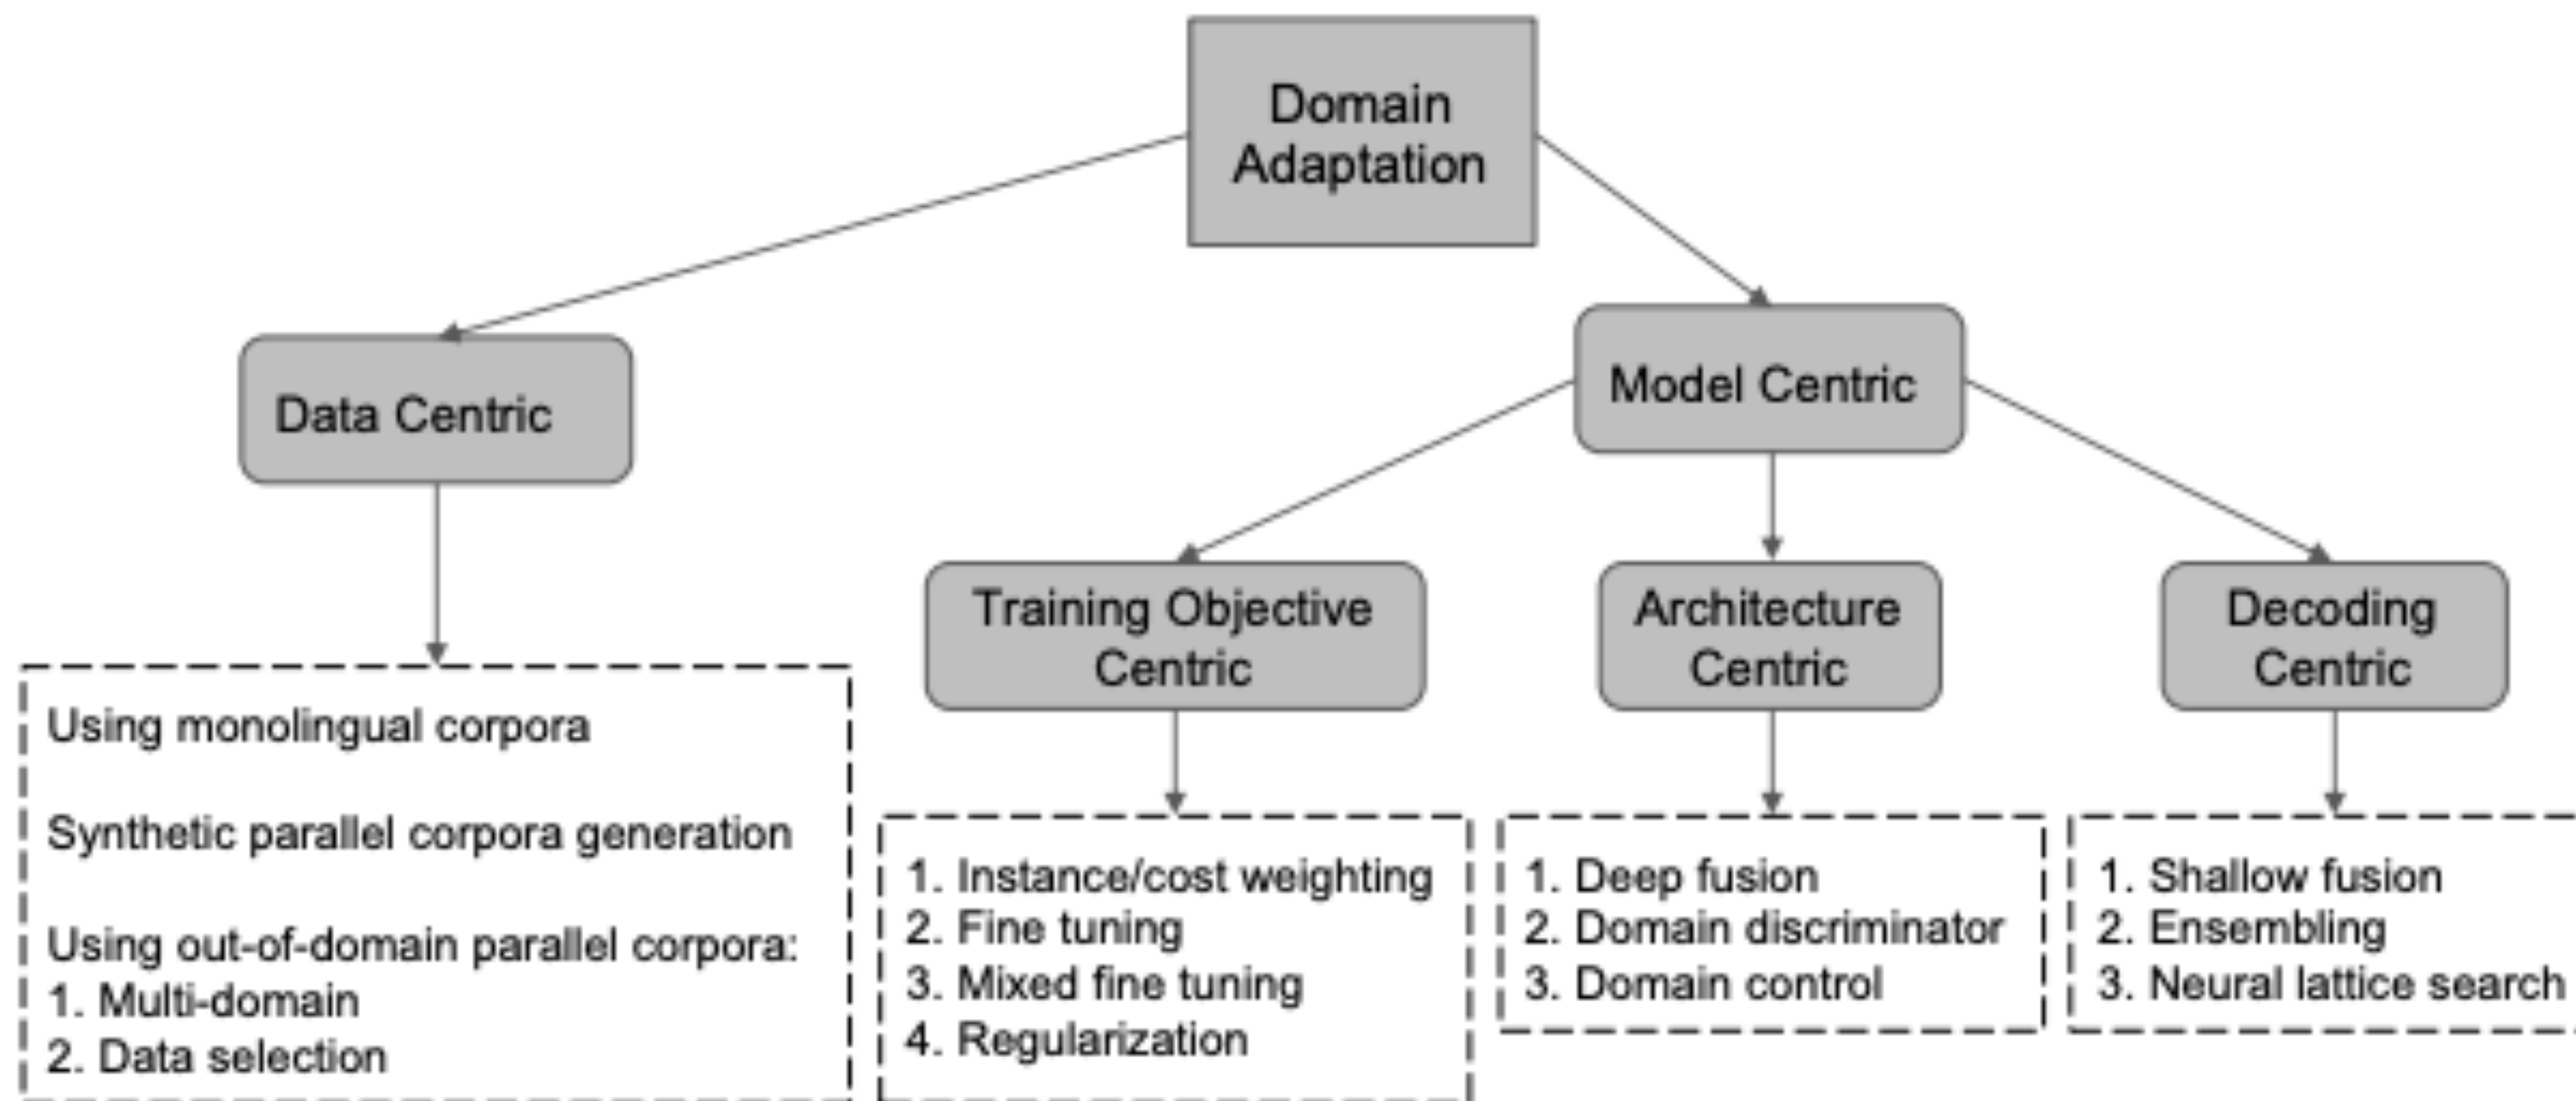 Domain
Adaptation
Data Centric
Model Centric
Training Objective
Centric
Architecture
Centric
Decoding
Centric
Using monolingual corpora
Synthetic parallel corpora generation
Using out-of-domain parallel corpora:
1. Multi-domain
2. Data selection
1. Instance/cost weighting
2. Fine tuning
3. Mixed fine tuning
4. Regularization
1. Deep fusion
2. Domain discriminator
3. Domain control
1. Shallow fusion
2. Ensembling
3. Neural lattice search